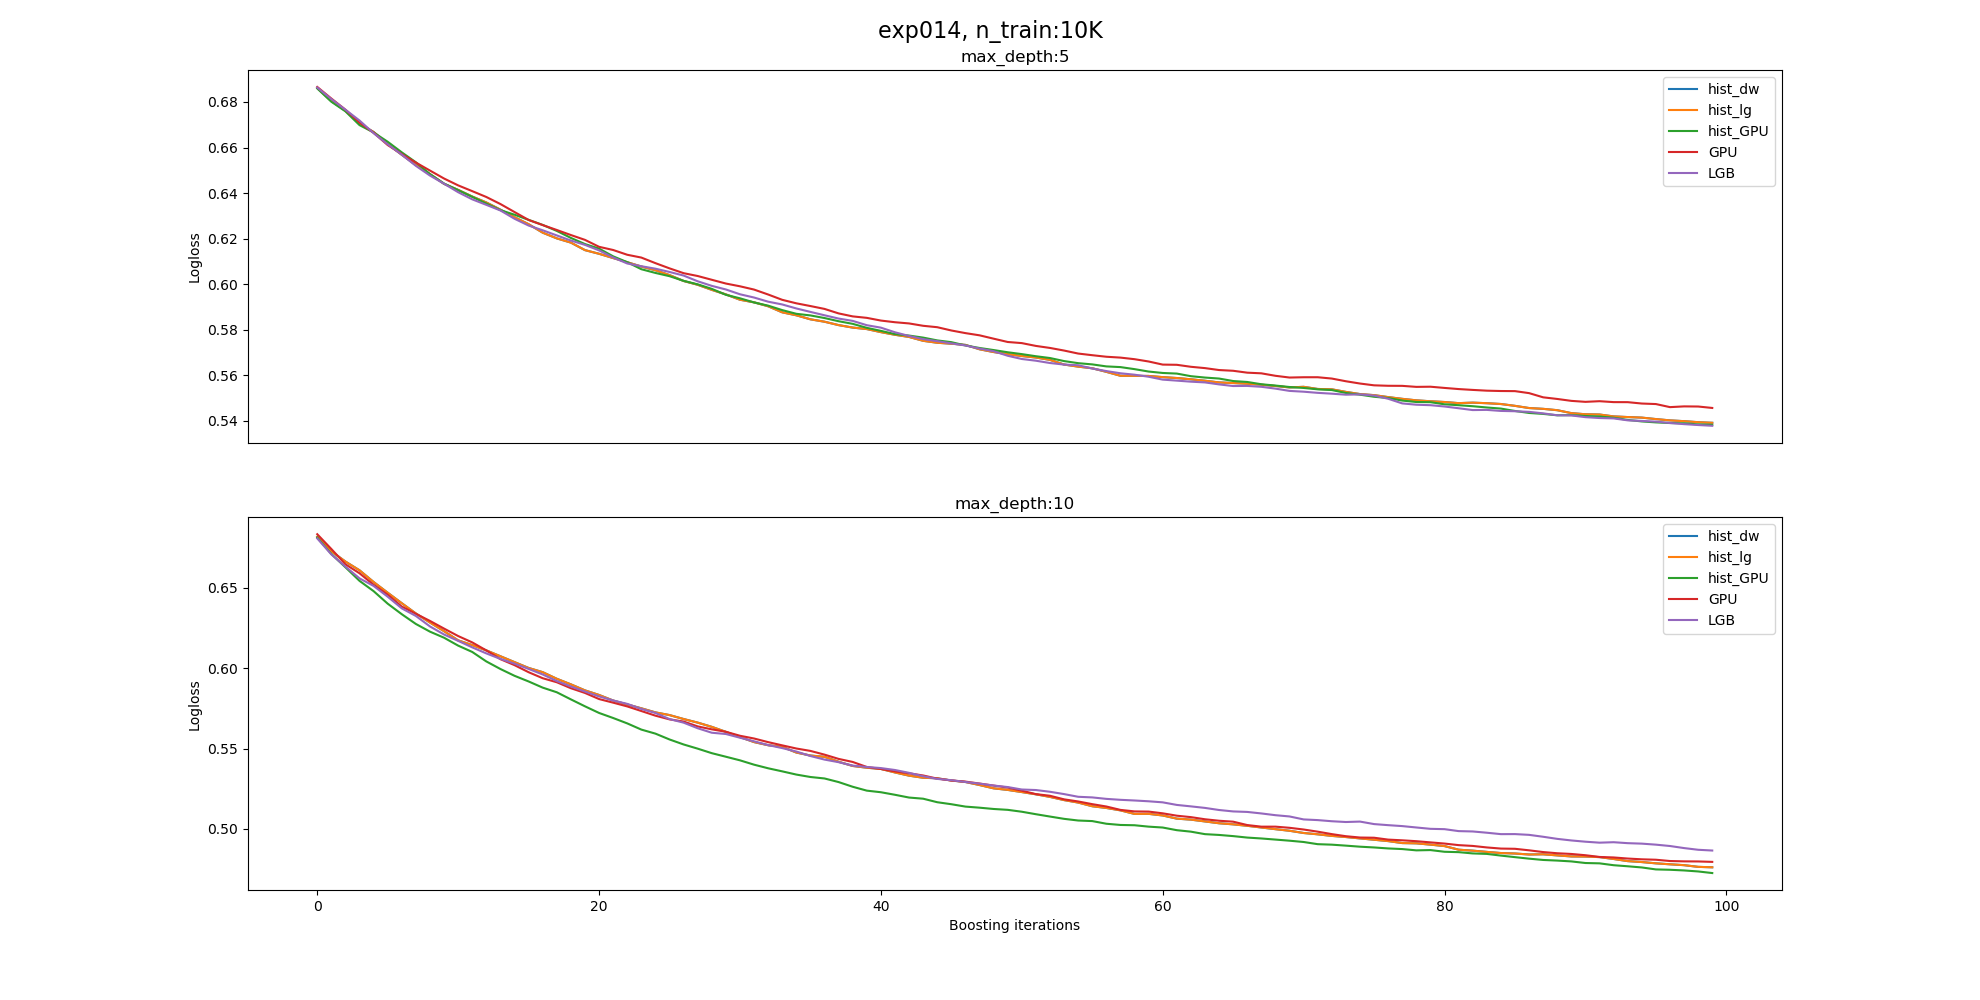 exp014, n_train:10K
max_depth:5
0.68
0.66
0.64
0.62
0.60
0.58
0.56
0.54
Logloss
hist_dw
hist_lg
hist_GPU
GPU
LGB
max_depth:10
0.65
0.60
0.55
0.50
Logloss
hist_dw
hist_lg
hist_GPU
GPU
LGB
0 20 40 60 80 100
Boosting iterations